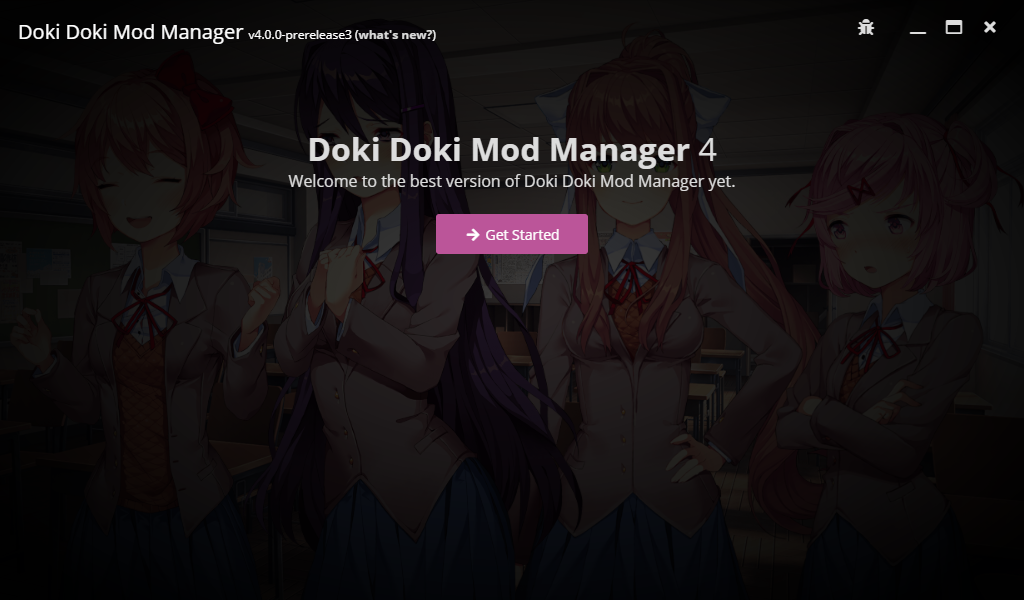 Doki Doki Mod Manager v4.0.0-prerelease3 (what's new?)
Doki Doki Mod Manager 4
Welcome to the best version of Doki Doki Mod Manager yet.
Get Started